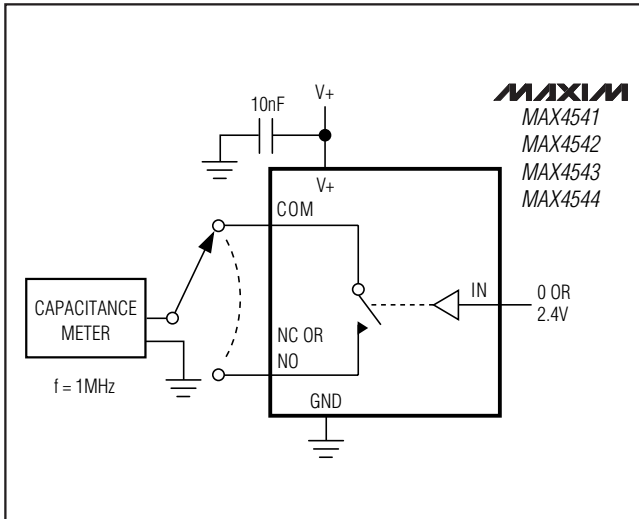 10nF
V+
MAXIM
MAX4541
MAX4542
MAX4543
MAX4544
V+
COM
CAPACITANCE
METER
f = 1MHz
NC OR
NO
IN
0 OR
2.4V
GND